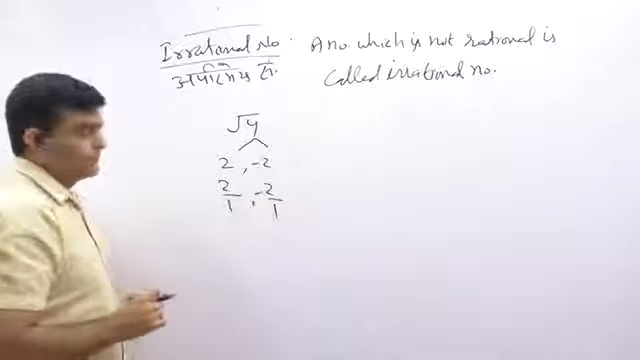 Irrational No. A no. which is not rational is
अपरिमेय सं. called irrational no.
√4
2, -2
2/1, -2/1